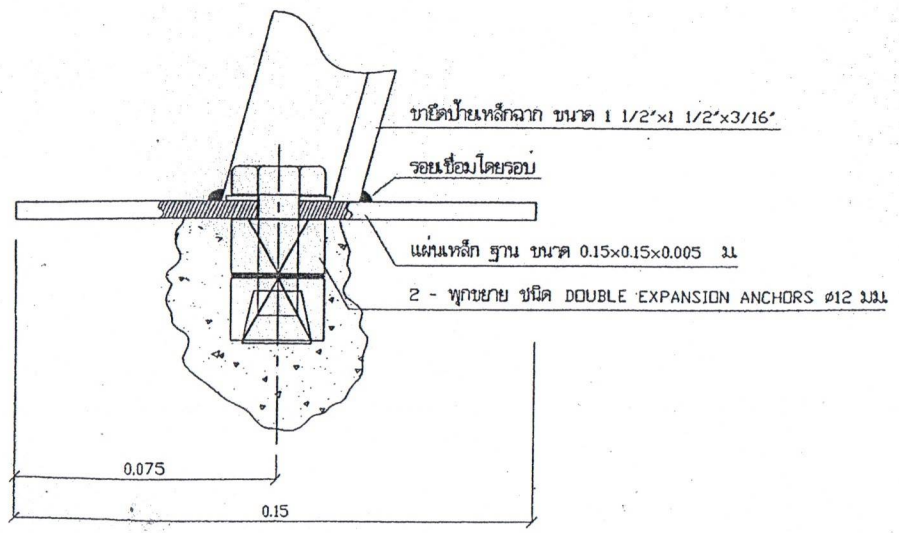 ขายึดป้ายเหล็กฉาก ขนาด 1 1/2"x1 1/2"x3/16"
รอยเชื่อมโดยรอบ
แผ่นเหล็ก ฐาน ขนาด 0.15x0.15x0.005 ม.
2 - พุกขยาย ชนิด DOUBLE EXPANSION ANCHORS ø12 มม.
0.075
0.15